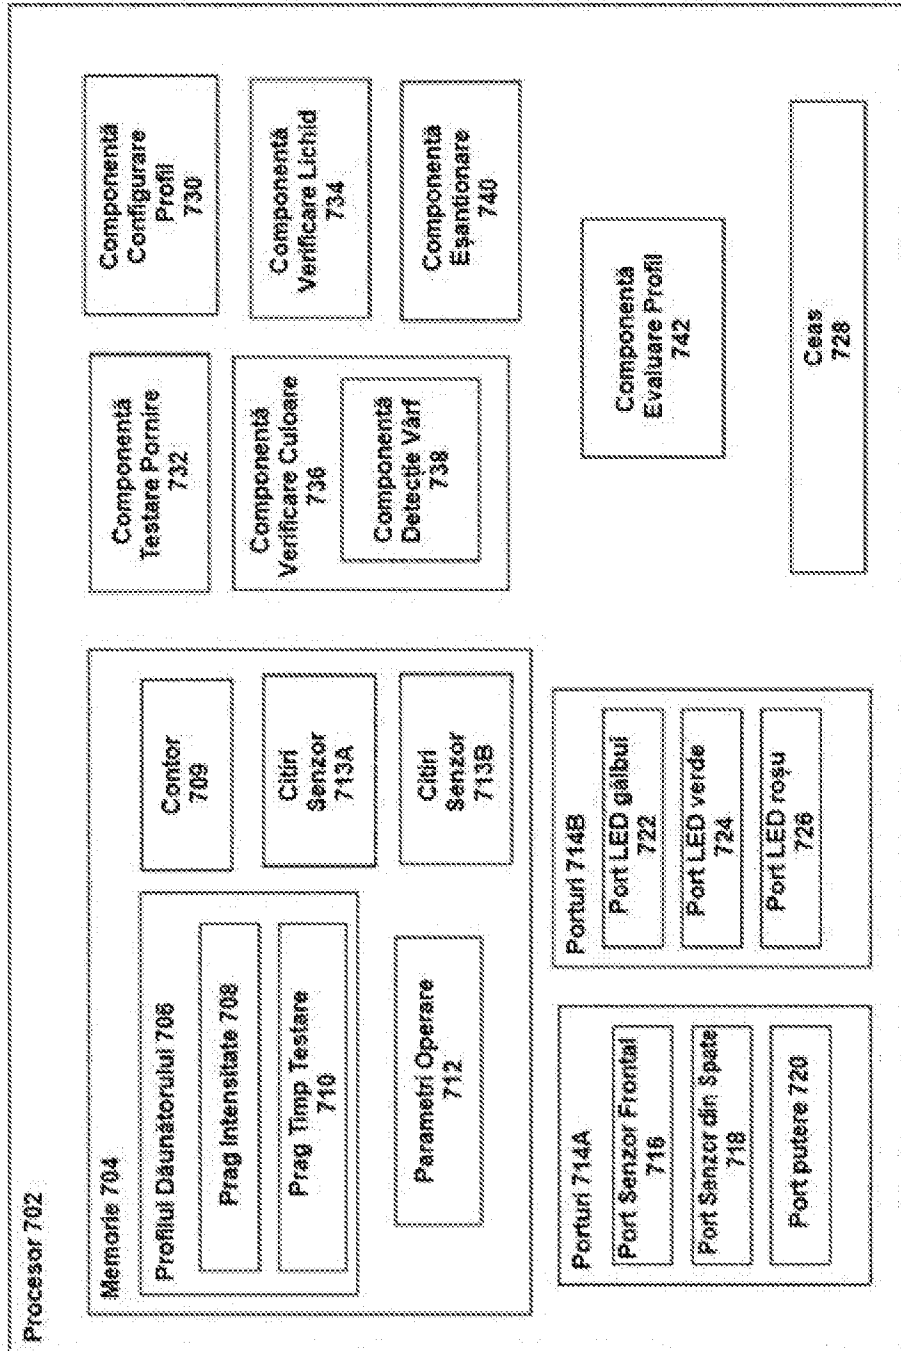 Procesor 702
Memorie 704
Profilul Dăunătorului 706
Prag Intensitate 708
Prag Timp Testare
710
Parametri Operare
712
Contor
709
Citiri
Senzor
713A
Citiri
Senzor
713B
Porturi 714A
Port Senzor Frontal
716
Port Senzor din Spate
718
Port putere 720
Porturi 714B
Port LED gălbui
722
Port LED verde
724
Port LED roșu
726
Componentă
Testare Pornire
732
Componentă
Configurare
Profil
730
Componentă
Verificare Culoare
736
Componentă
Detecție Vârf
738
Componentă
Verificare Lichid
734
Componentă
Eșantionare
740
Componentă
Evaluare Profil
742
Ceas
728